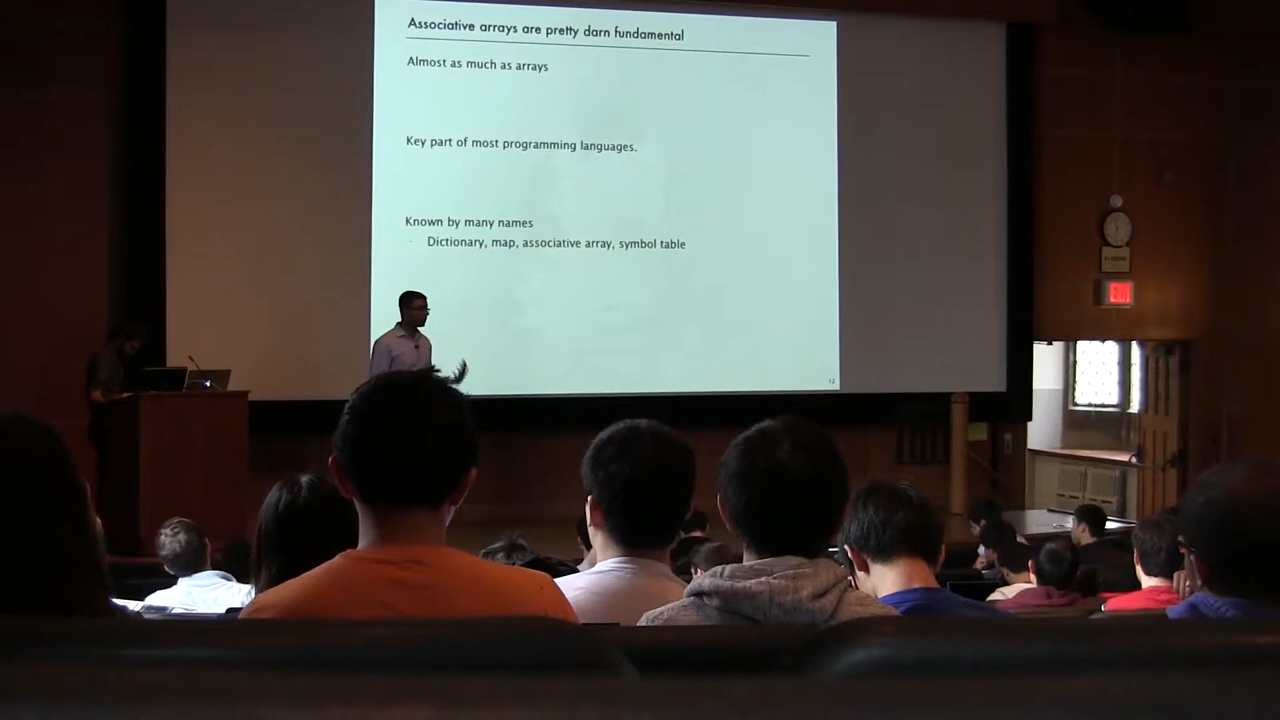 Associative arrays are pretty darn fundamental
Almost as much as arrays
Key part of most programming languages.
Known by many names
· Dictionary, map, associative array, symbol table
12
EXIT